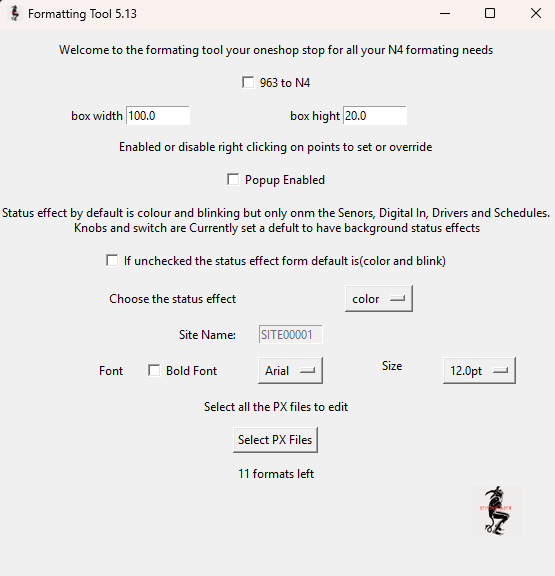 Formatting Tool 5.13
Welcome to the formating tool your oneshop stop for all your N4 formating needs
963 to N4
box width 100.0 box hight 20.0
Enabled or disable right clicking on points to set or override
Popup Enabled
Status effect by default is colour and blinking but only onm the Senors, Digital In, Drivers and Schedules.
Knobs and switch are Currently set a defult to have background status effects
If unchecked the status effect form default is(color and blink)
Choose the status effect color
Site Name: SITE00001
Font Bold Font Arial Size 12.0pt
Select all the PX files to edit
Select PX Files
11 formats left